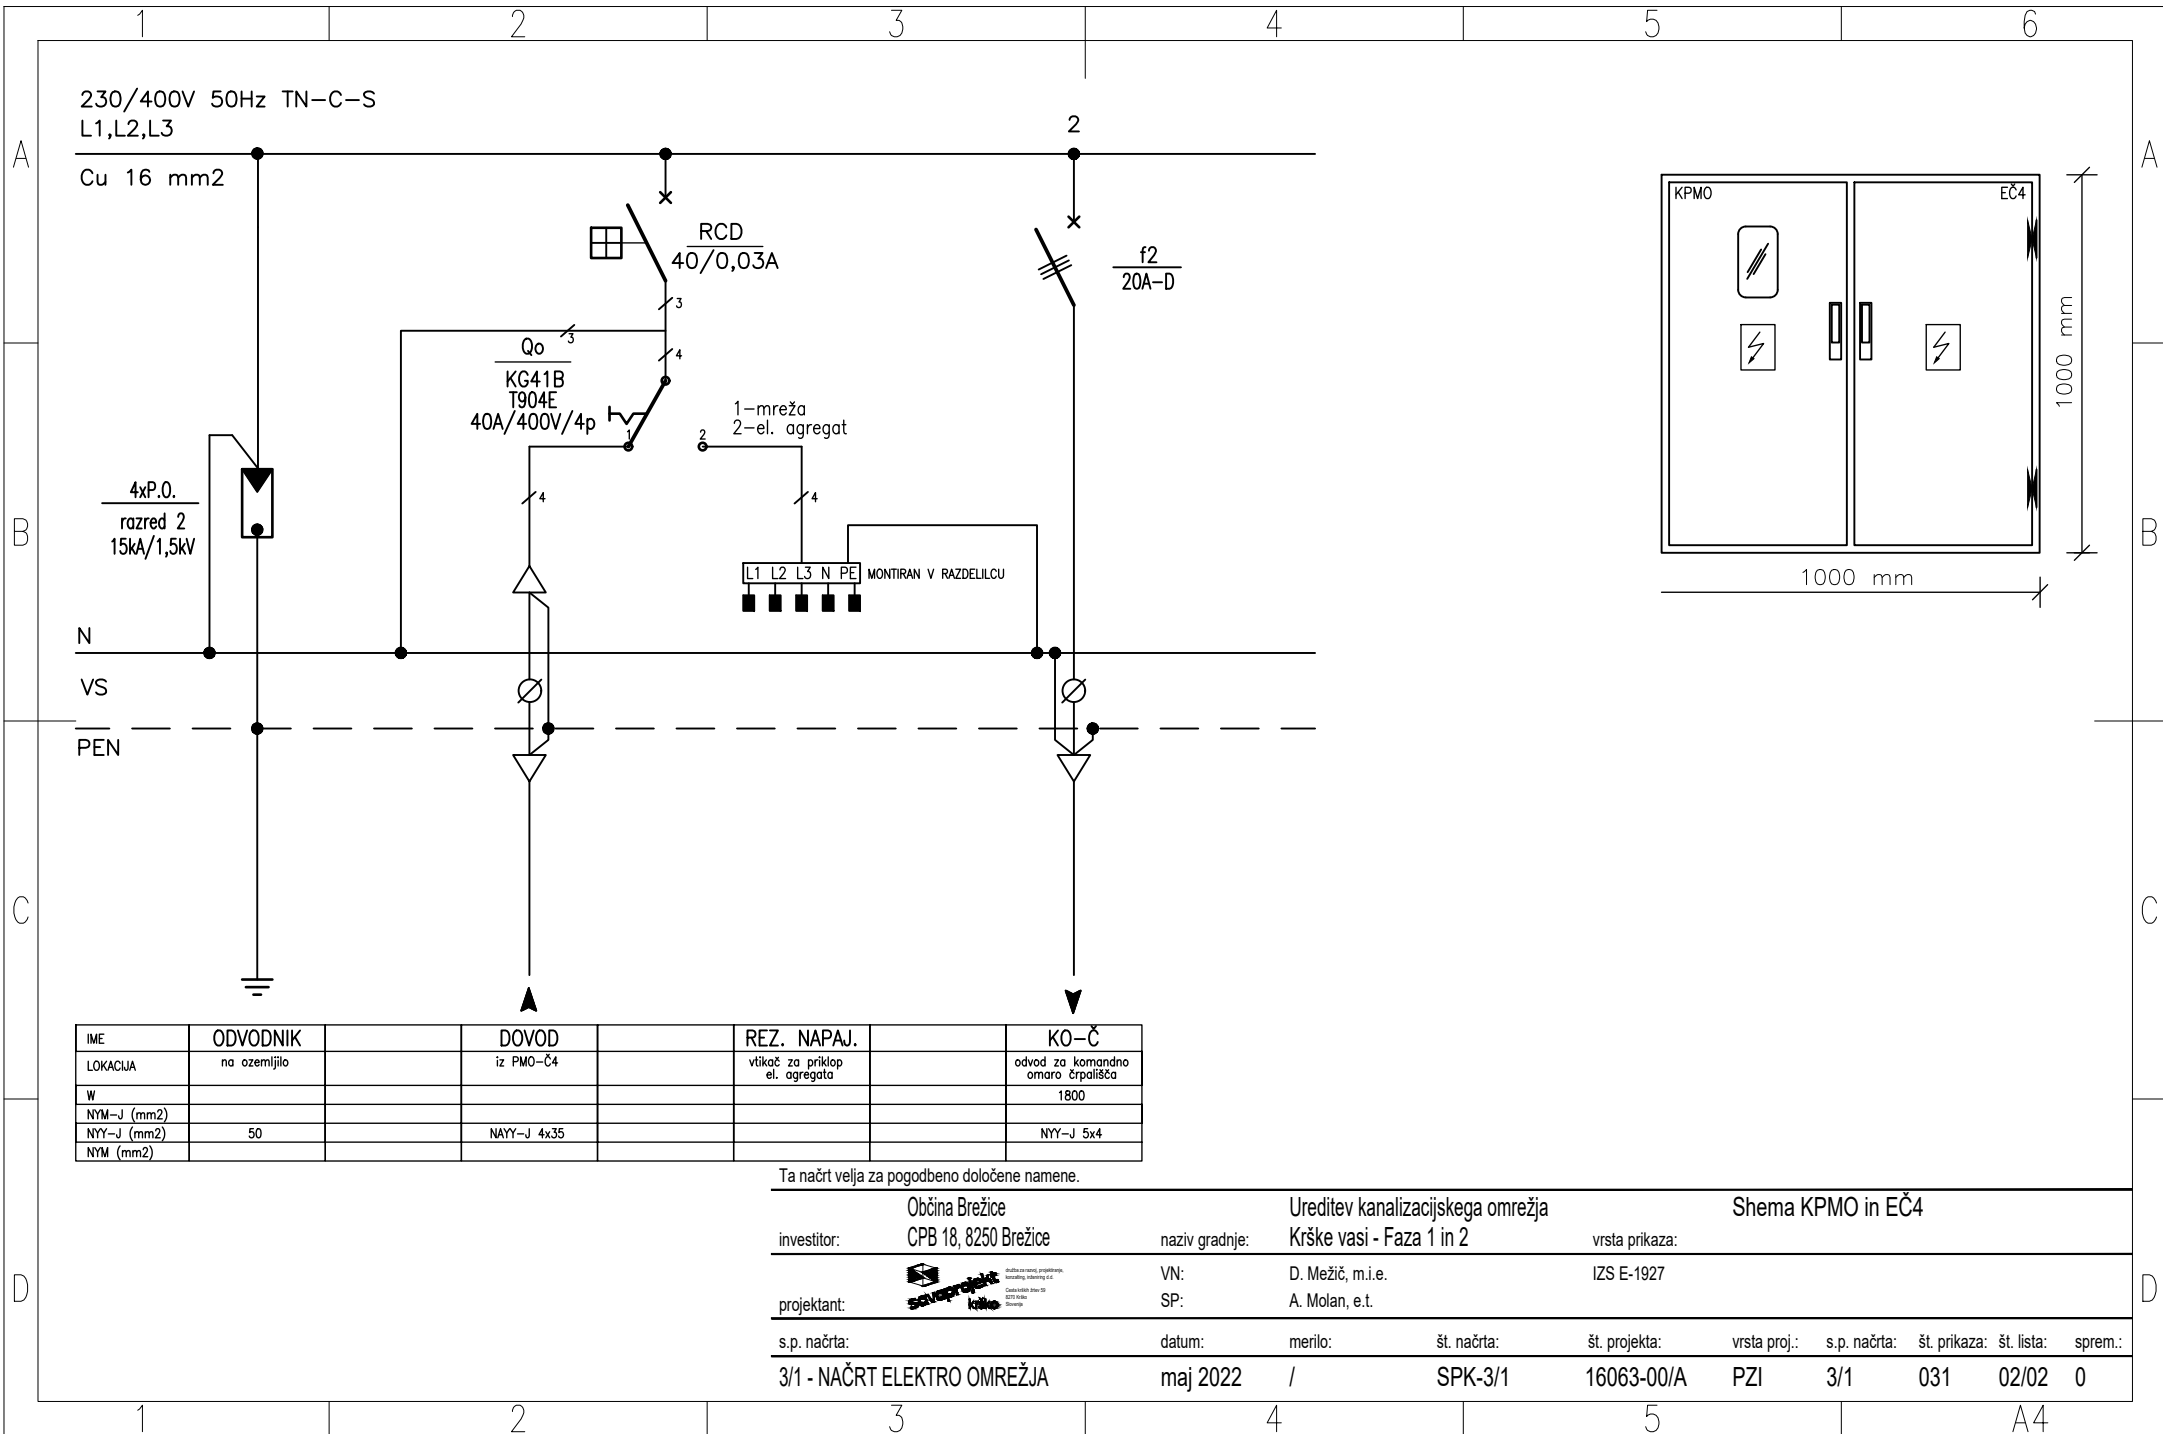 1 2 3 4 5 6
230/400V 50Hz TN-C-S
L1,L2,L3
2
A A
Cu 16 mm2
KPMO EČ4
RCD
40/0,03A
f2
20A-D
3
3
4
Qo
KG41B
T904E
40A/400V/4p
1 2
1-mreža
2-el. agregat
1000 mm
4xP.O.
razred 2
15kA/1,5kV
4 4
B B
L1 L2 L3 N PE MONTIRAN V RAZDELILCU
1000 mm
N
VS
PEN
C C
IME ODVODNIK DOVOD REZ. NAPAJ. KO-Č
LOKACIJA na ozemljilo iz PMO-Č4 vtikač za priklop el. agregata odvod za komandno omaro črpališča
W 1800
NYM-J (mm2)
NYY-J (mm2) 50 NAYY-J 4x35 NYY-J 5x4
NYM (mm2)
Ta načrt velja za pogodbeno določene namene.
Občina Brežice Ureditev kanalizacijskega omrežja Shema KPMO in EČ4
investitor: CPB 18, 8250 Brežice naziv gradnje: Krške vasi - Faza 1 in 2 vrsta prikaza:
D D
savaprojekt
krško
VN: D. Mežič, m.i.e. IZS E-1927
projektant: SP: A. Molan, e.t.
s.p. načrta: datum: merilo: št. načrta: št. projekta: vrsta proj.: s.p. načrta: št. prikaza: št. lista: sprem.:
3/1 - NAČRT ELEKTRO OMREŽJA maj 2022 / SPK-3/1 16063-00/A PZI 3/1 031 02/02 0
1 2 3 4 5 A4